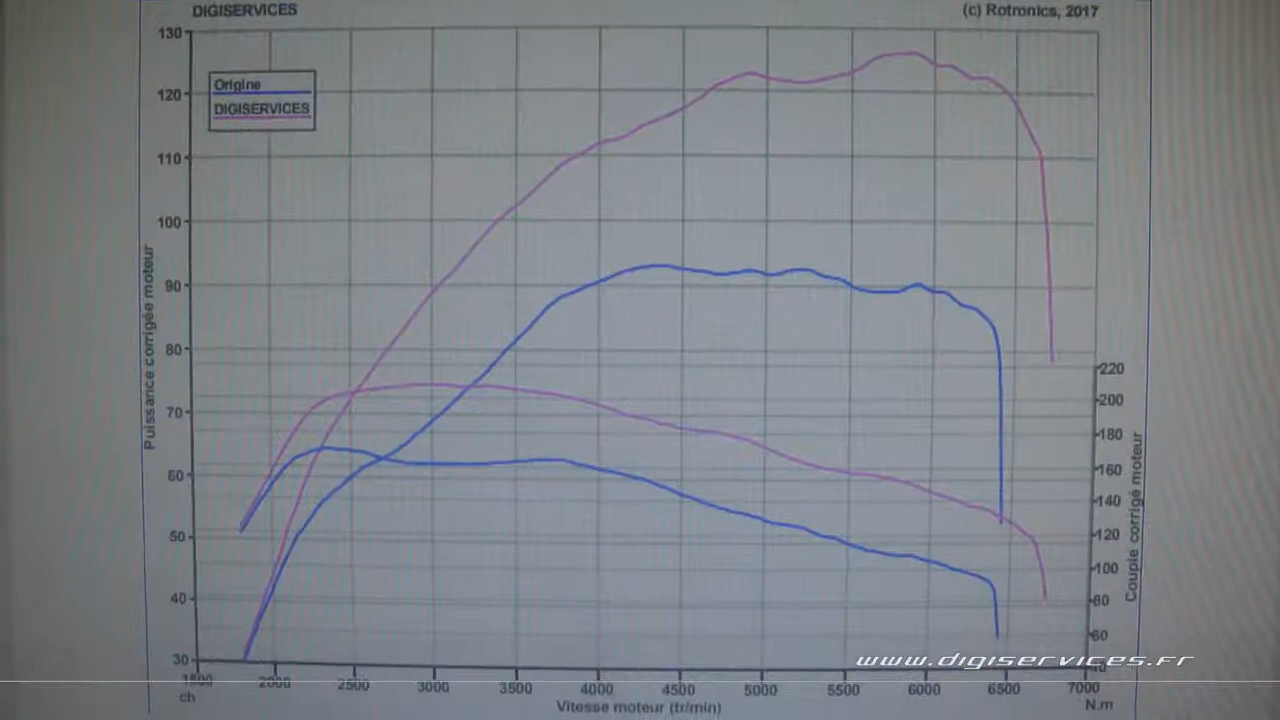 DIGISERVICES
(c) Rotronics, 2017
Origine
DIGISERVICES
Puissance corrigée moteur
130
120
110
100
90
80
70
60
50
40
30
220
200
180
160
140
120
100
80
60
40
Couple corrigé moteur
1500 2000 2500 3000 3500 4000 4500 5000 5500 6000 6500 7000
ch
Vitesse moteur (tr/min)
N.m
www.digiservices.fr